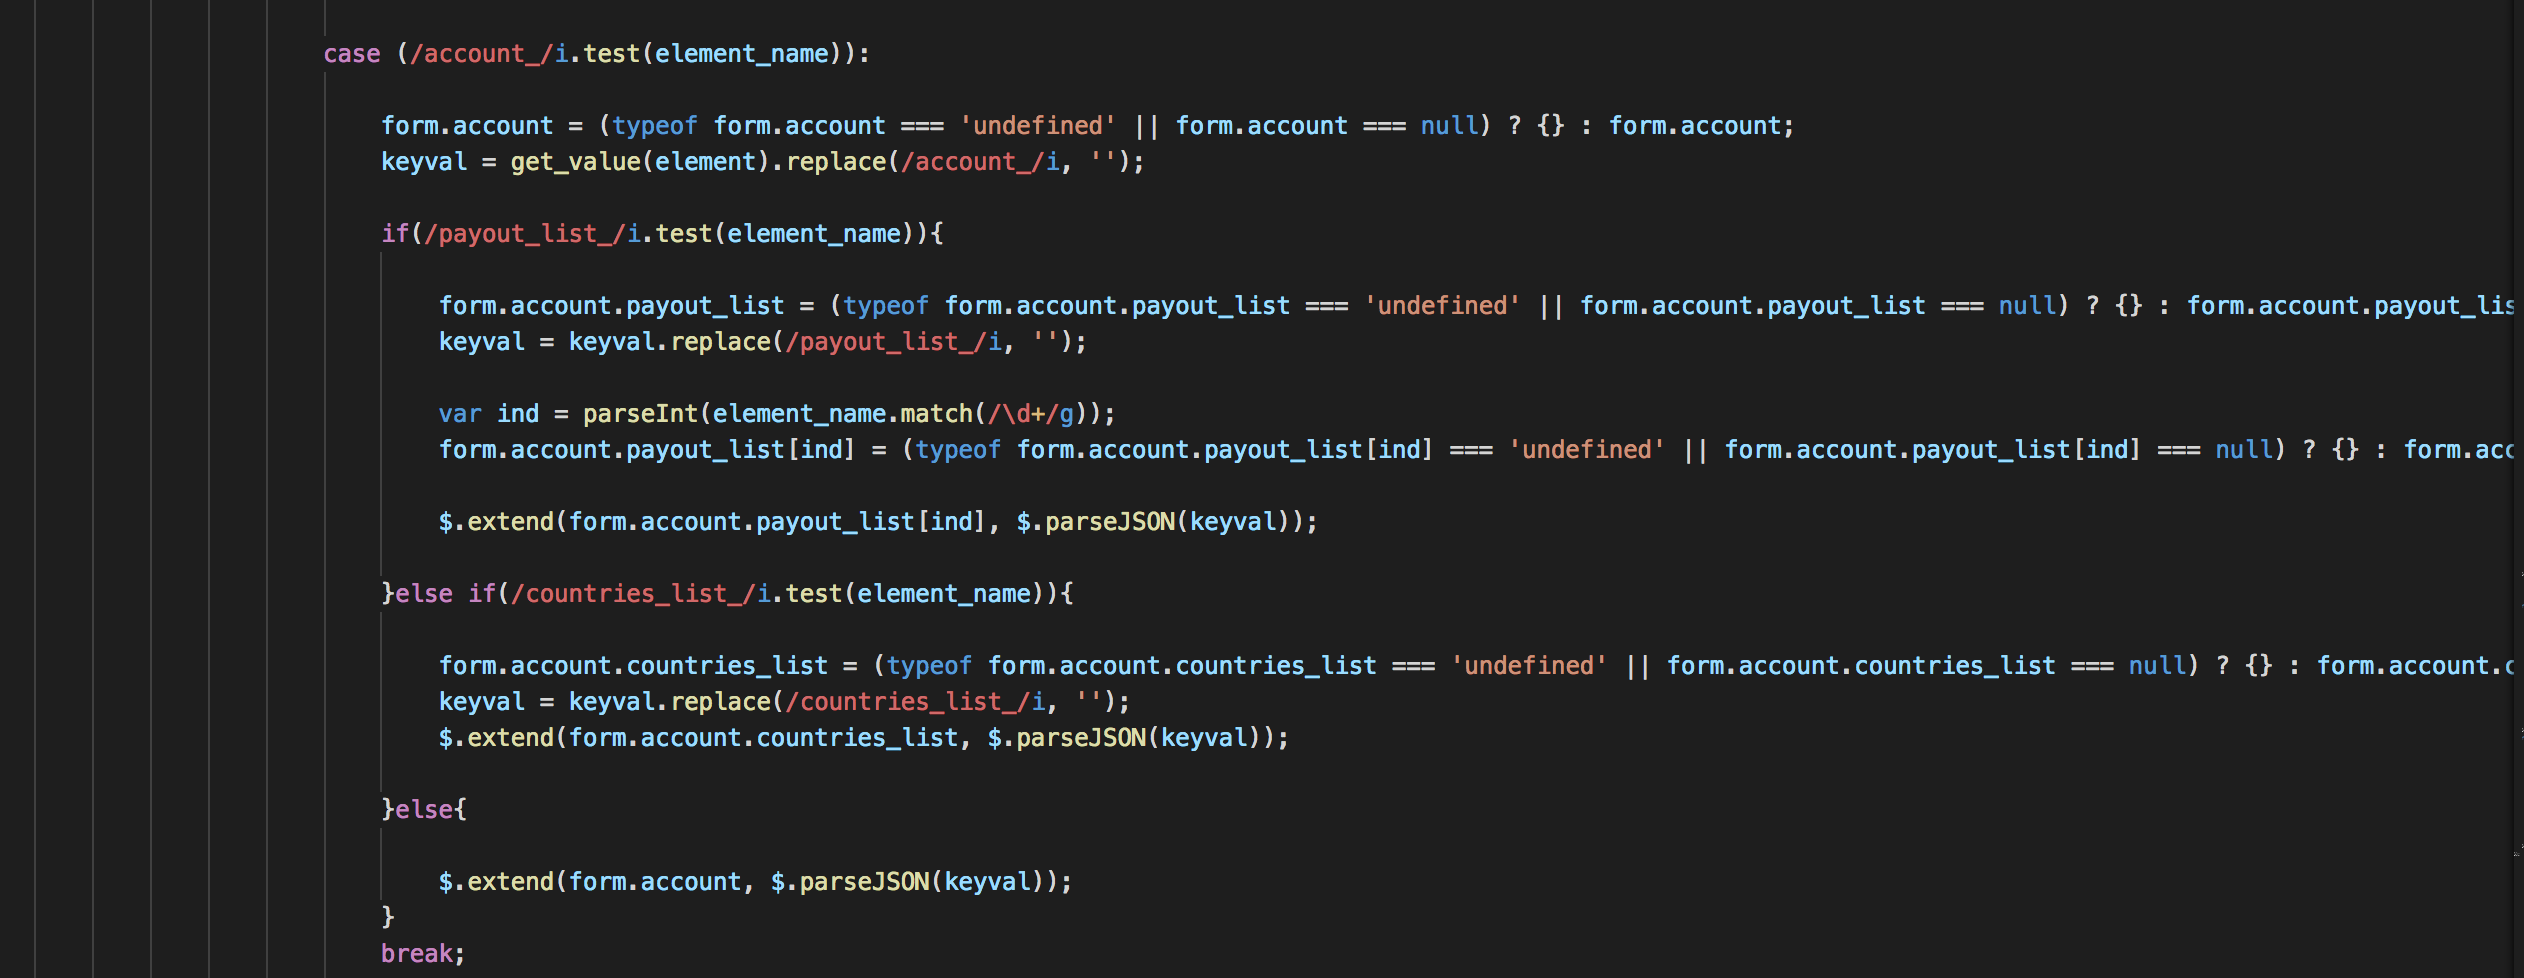 case (/account_/i.test(element_name)):
form.account = (typeof form.account === 'undefined' || form.account === null) ? {} : form.account;
keyval = get_value(element).replace(/account_/i, '');
if(/payout_list_/i.test(element_name)){
form.account.payout_list = (typeof form.account.payout_list === 'undefined' || form.account.payout_list === null) ? {} : form.account.payout_lis
keyval = keyval.replace(/payout_list_/i, '');
var ind = parseInt(element_name.match(/\d+/g));
form.account.payout_list[ind] = (typeof form.account.payout_list[ind] === 'undefined' || form.account.payout_list[ind] === null) ? {} : form.acc
$.extend(form.account.payout_list[ind], $.parseJSON(keyval));
}else if(/countries_list_/i.test(element_name)){
form.account.countries_list = (typeof form.account.countries_list === 'undefined' || form.account.countries_list === null) ? {} : form.account.c
keyval = keyval.replace(/countries_list_/i, '');
$.extend(form.account.countries_list, $.parseJSON(keyval));
}else{
$.extend(form.account, $.parseJSON(keyval));
}
break;